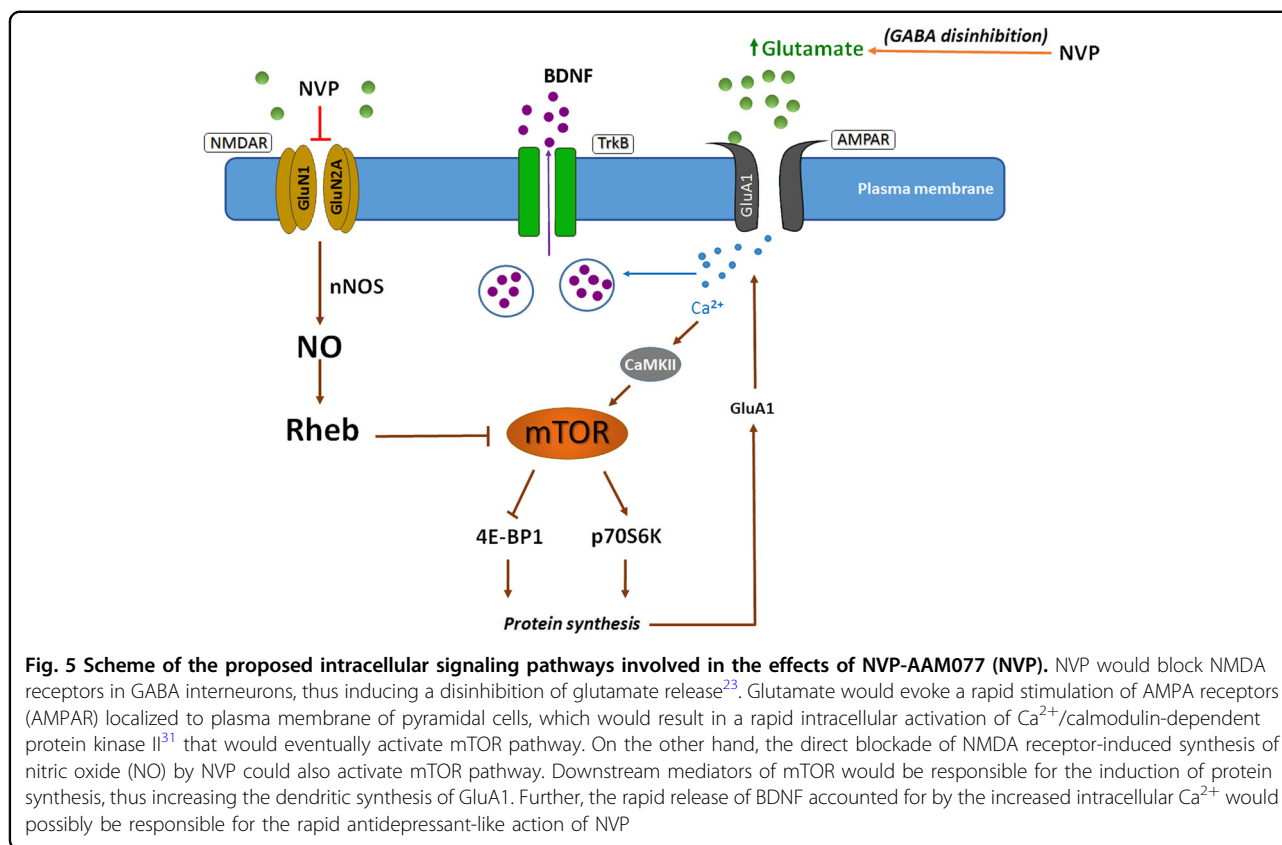 (GABA disinhibition)
↑Glutamate
NVP
BDNF
NVP
NMDAR
TrkB
AMPAR
GluN1
GluN2A
GluA1
Plasma membrane
nNOS
Ca2+
NO
CaMKII
GluA1
Rheb
mTOR
4E-BP1
p70S6K
Protein synthesis
Fig. 5 Scheme of the proposed intracellular signaling pathways involved in the effects of NVP-AAM077 (NVP). NVP would block NMDA
receptors in GABA interneurons, thus inducing a disinhibition of glutamate release23. Glutamate would evoke a rapid stimulation of AMPA receptors
(AMPAR) localized to plasma membrane of pyramidal cells, which would result in a rapid intracellular activation of Ca2+/calmodulin-dependent
protein kinase II31 that would eventually activate mTOR pathway. On the other hand, the direct blockade of NMDA receptor-induced synthesis of
nitric oxide (NO) by NVP could also activate mTOR pathway. Downstream mediators of mTOR would be responsible for the induction of protein
synthesis, thus increasing the dendritic synthesis of GluA1. Further, the rapid release of BDNF accounted for by the increased intracellular Ca2+ would
possibly be responsible for the rapid antidepressant-like action of NVP